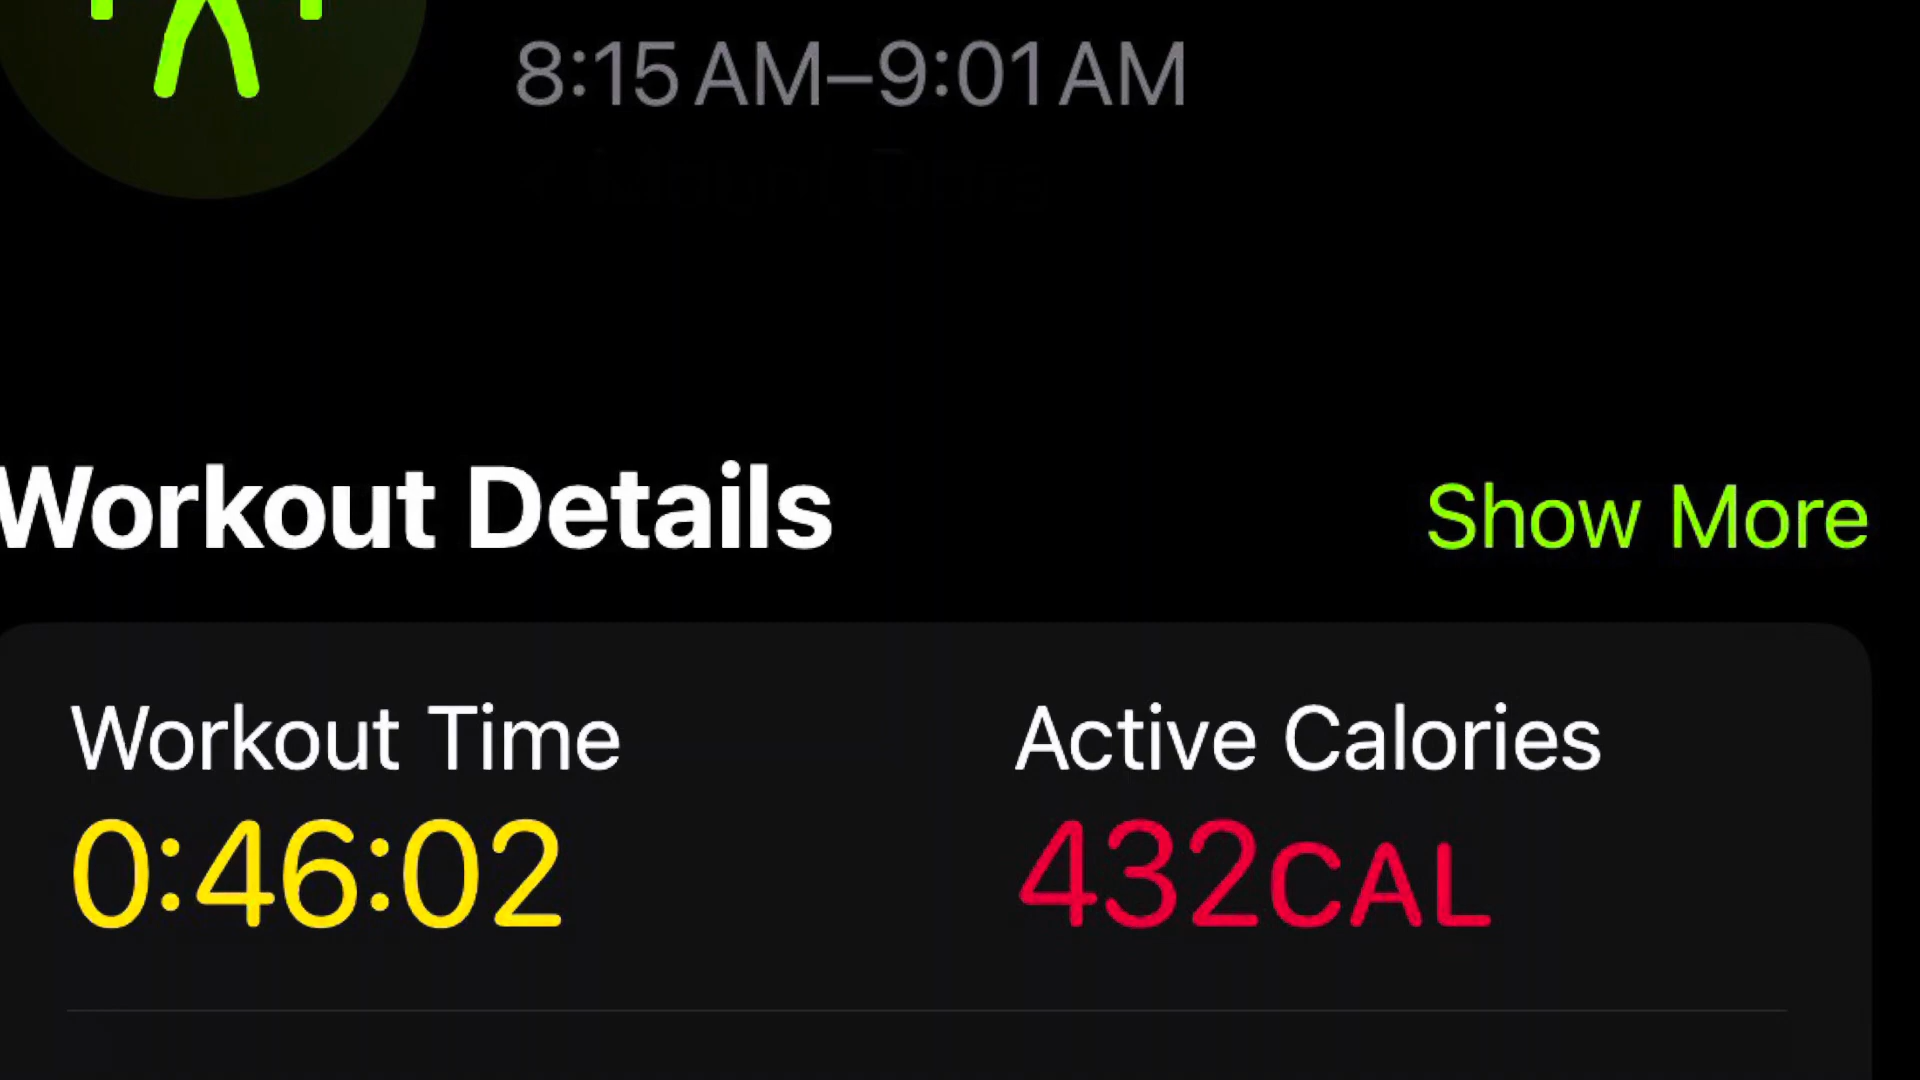 8:15 AM–9:01 AM
Workout Details
Show More
Workout Time
Active Calories
0:46:02
432CAL